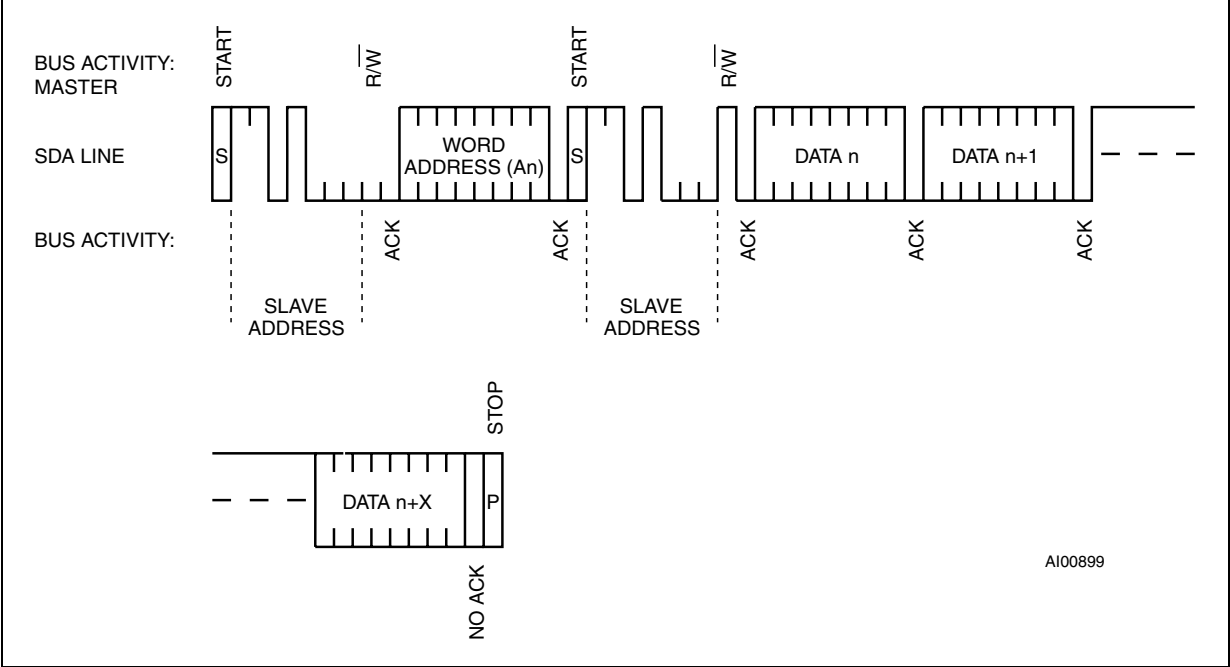 START
R/W
START
R/W
BUS ACTIVITY:
MASTER
SDA LINE
S
WORD
ADDRESS (An)
S
DATA n
DATA n+1
BUS ACTIVITY:
ACK
ACK
ACK
ACK
ACK
SLAVE
ADDRESS
SLAVE
ADDRESS
STOP
DATA n+X
P
NO ACK
AI00899